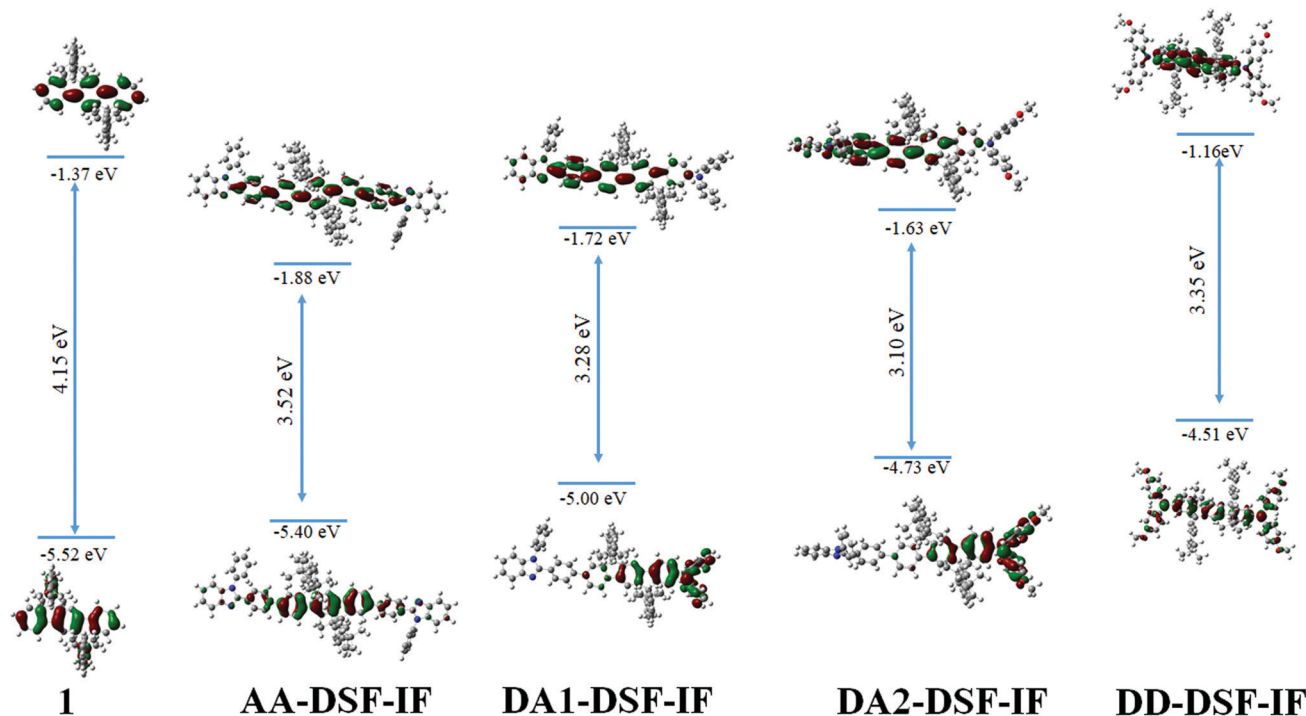 -1.37 eV
4.15 eV
-5.52 eV
1
-1.88 eV
3.52 eV
-5.40 eV
AA-DSF-IF
-1.72 eV
3.28 eV
-5.00 eV
DA1-DSF-IF
-1.63 eV
3.10 eV
-4.73 eV
DA2-DSF-IF
-1.16eV
3.35 eV
-4.51 eV
DD-DSF-IF